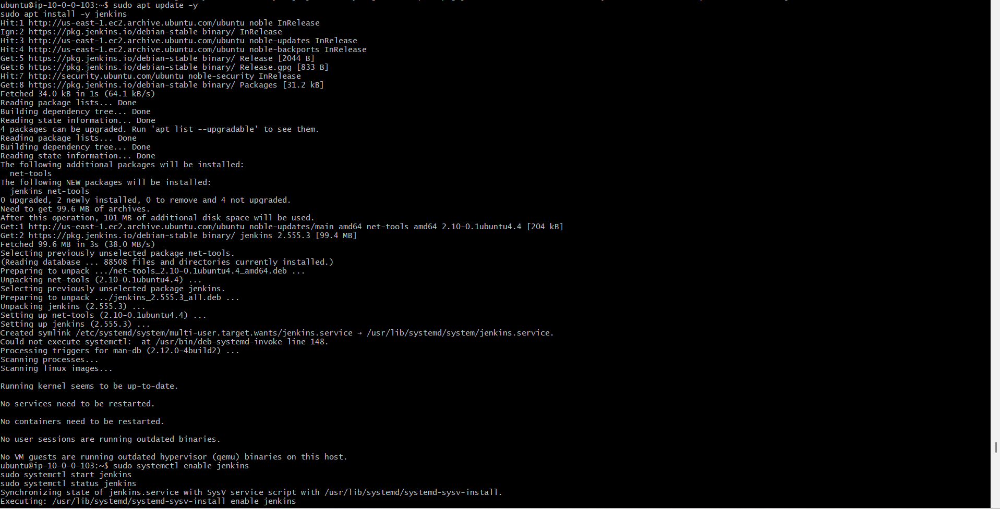 ubuntu@ip-10-0-0-103:~$ sudo apt update -y
sudo apt install -y jenkins
Hit:1 http://us-east-1.ec2.archive.ubuntu.com/ubuntu noble InRelease
Ign:2 https://pkg.jenkins.io/debian-stable binary/ InRelease
Hit:3 http://us-east-1.ec2.archive.ubuntu.com/ubuntu noble-updates InRelease
Hit:4 http://us-east-1.ec2.archive.ubuntu.com/ubuntu noble-backports InRelease
Get:5 https://pkg.jenkins.io/debian-stable binary/ Release [2044 B]
Get:6 https://pkg.jenkins.io/debian-stable binary/ Release.gpg [833 B]
Hit:7 http://security.ubuntu.com/ubuntu noble-security InRelease
Get:8 https://pkg.jenkins.io/debian-stable binary/ Packages [31.2 kB]
Fetched 34.0 kB in 1s (64.1 kB/s)
Reading package lists... Done
Building dependency tree... Done
Reading state information... Done
4 packages can be upgraded. Run 'apt list --upgradable' to see them.
Reading package lists... Done
Building dependency tree... Done
Reading state information... Done
The following additional packages will be installed:
  net-tools
The following NEW packages will be installed:
  jenkins net-tools
0 upgraded, 2 newly installed, 0 to remove and 4 not upgraded.
Need to get 99.6 MB of archives.
After this operation, 101 MB of additional disk space will be used.
Get:1 http://us-east-1.ec2.archive.ubuntu.com/ubuntu noble-updates/main amd64 net-tools amd64 2.10-0.1ubuntu4.4 [204 kB]
Get:2 https://pkg.jenkins.io/debian-stable binary/ jenkins 2.555.3 [99.4 MB]
Fetched 99.6 MB in 3s (38.0 MB/s)
Selecting previously unselected package net-tools.
(Reading database ... 88508 files and directories currently installed.)
Preparing to unpack .../net-tools_2.10-0.1ubuntu4.4_amd64.deb ...
Unpacking net-tools (2.10-0.1ubuntu4.4) ...
Selecting previously unselected package jenkins.
Preparing to unpack .../jenkins_2.555.3_all.deb ...
Unpacking jenkins (2.555.3) ...
Setting up net-tools (2.10-0.1ubuntu4.4) ...
Setting up jenkins (2.555.3) ...
Created symlink /etc/systemd/system/multi-user.target.wants/jenkins.service → /usr/lib/systemd/system/jenkins.service.
Could not execute systemctl:  at /usr/bin/deb-systemd-invoke line 148.
Processing triggers for man-db (2.12.0-4build2) ...
Scanning processes...
Scanning linux images...
Running kernel seems to be up-to-date.
No services need to be restarted.
No containers need to be restarted.
No user sessions are running outdated binaries.
No VM guests are running outdated hypervisor (qemu) binaries on this host.
ubuntu@ip-10-0-0-103:~$ sudo systemctl enable jenkins
sudo systemctl start jenkins
sudo systemctl status jenkins
Synchronizing state of jenkins.service with SysV service script with /usr/lib/systemd/systemd-sysv-install.
Executing: /usr/lib/systemd/systemd-sysv-install enable jenkins